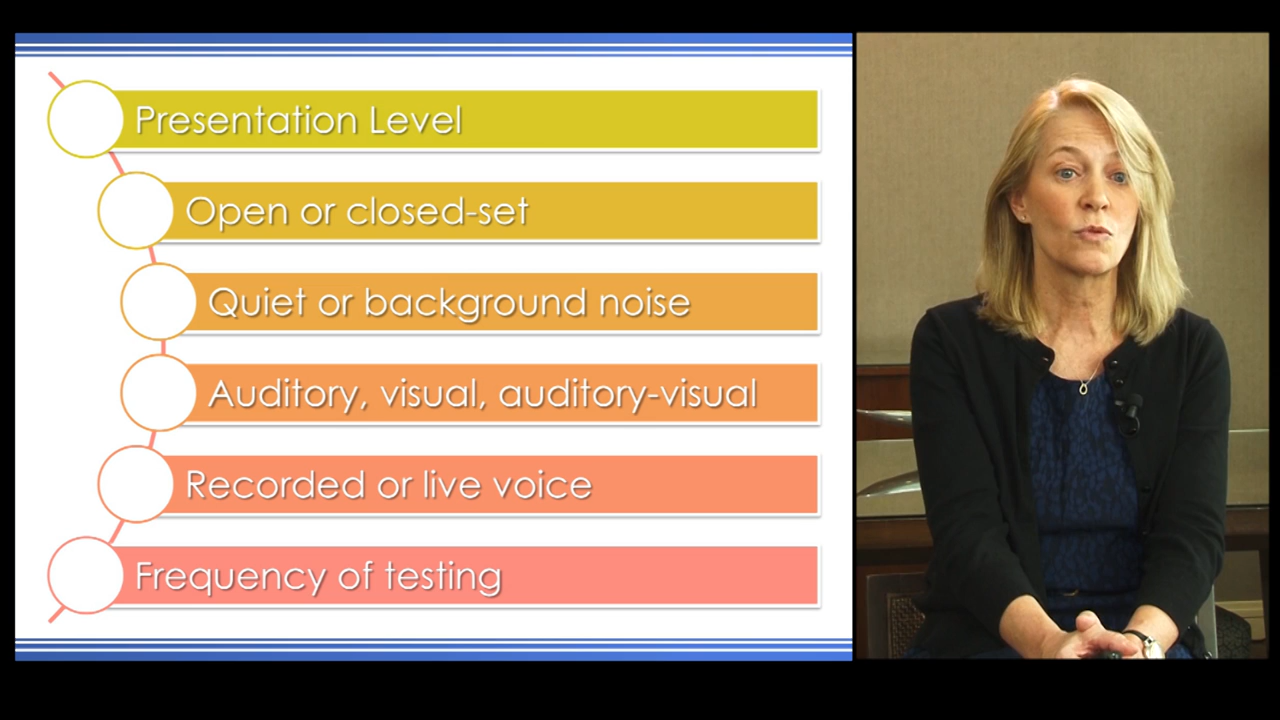 Presentation Level
Open or closed-set
Quiet or background noise
Auditory, visual, auditory-visual
Recorded or live voice
Frequency of testing